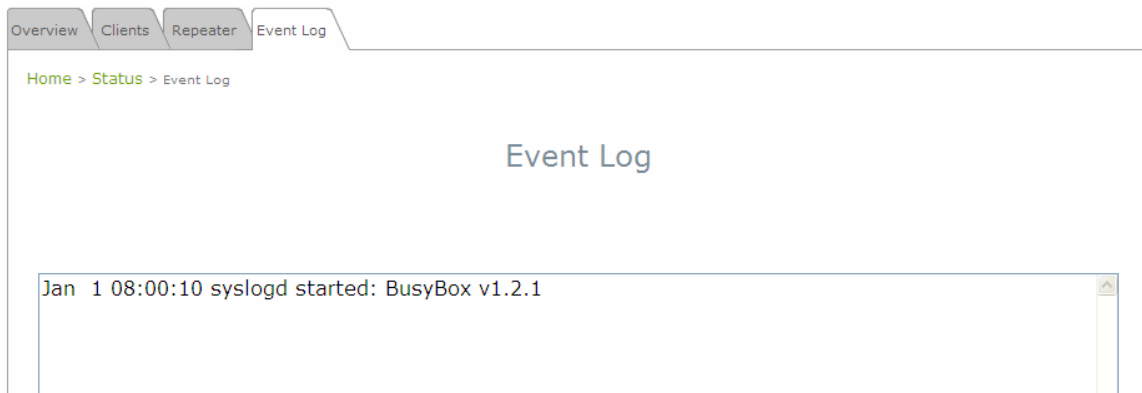 Overview Clients Repeater Event Log
Home > Status > Event Log
Event Log
Jan  1 08:00:10 syslogd started: BusyBox v1.2.1